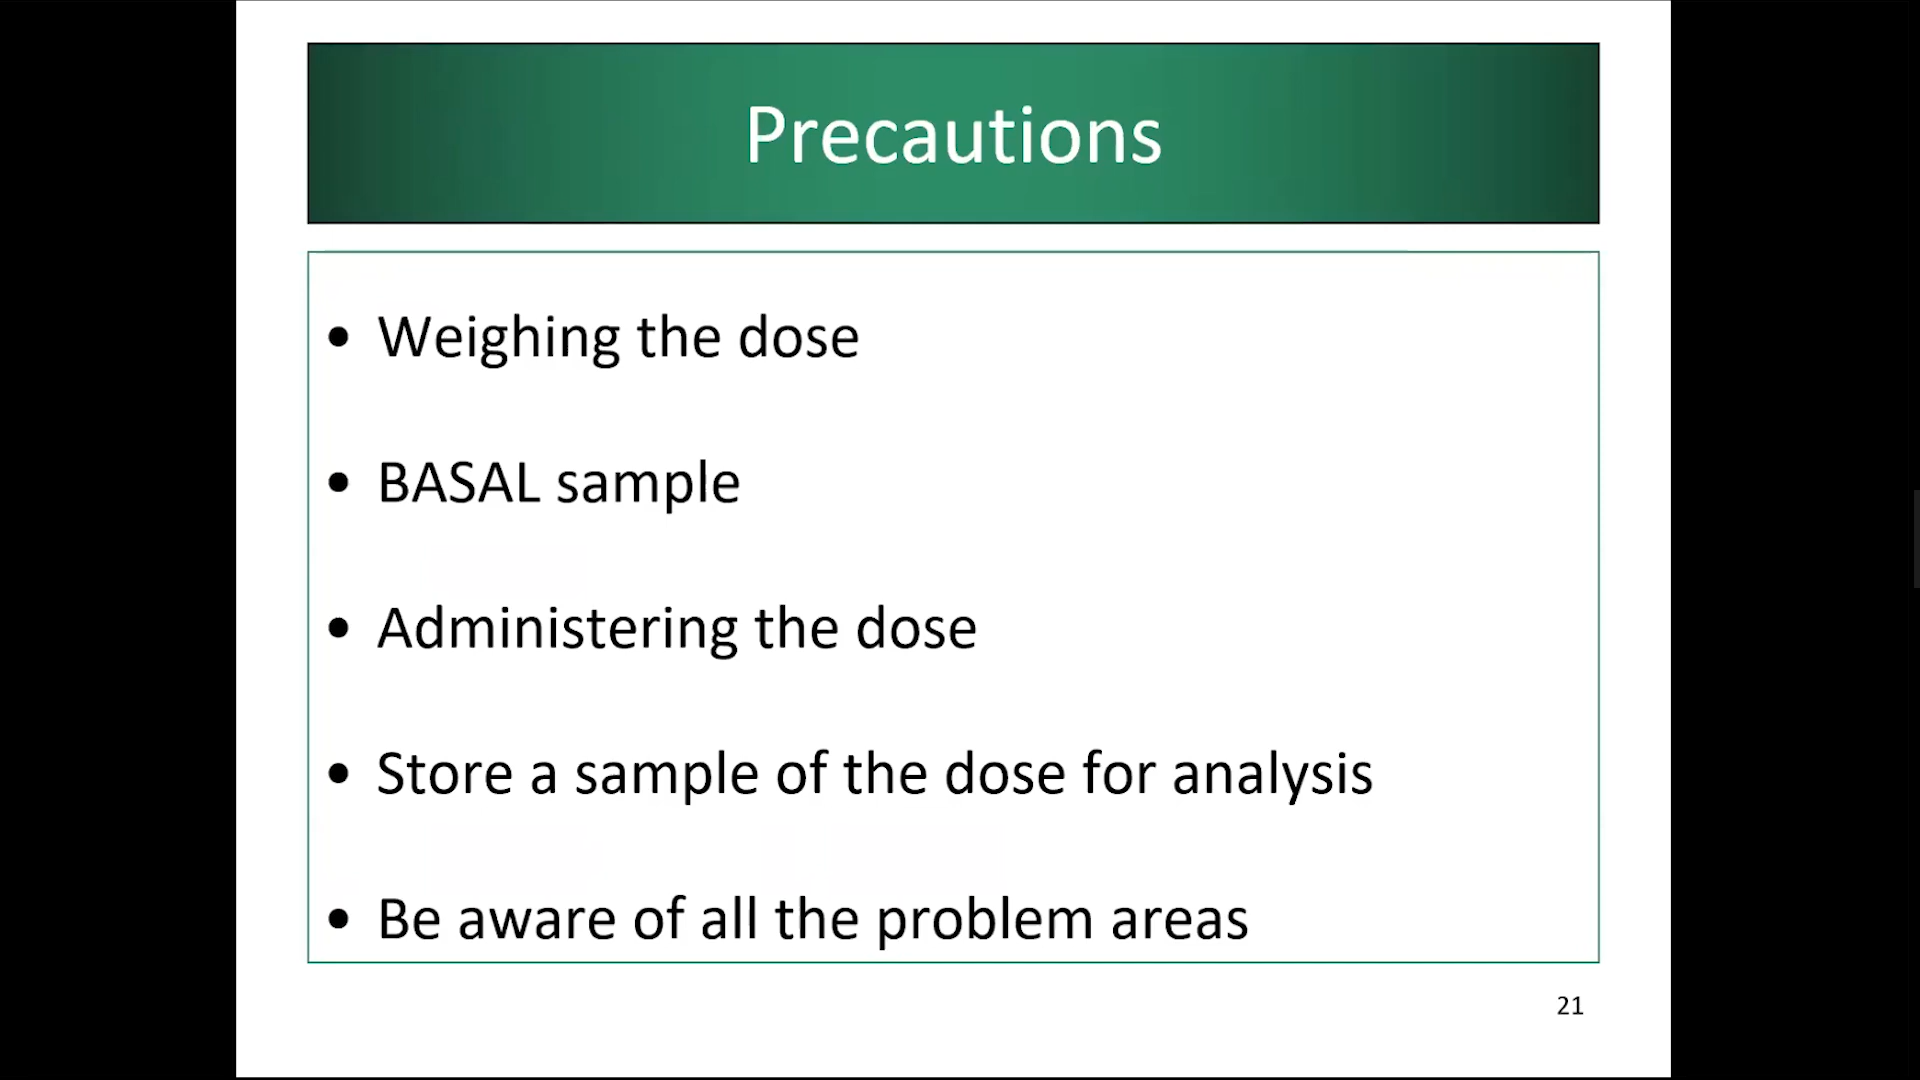 Precautions
• Weighing the dose
• BASAL sample
• Administering the dose
• Store a sample of the dose for analysis
• Be aware of all the problem areas
21